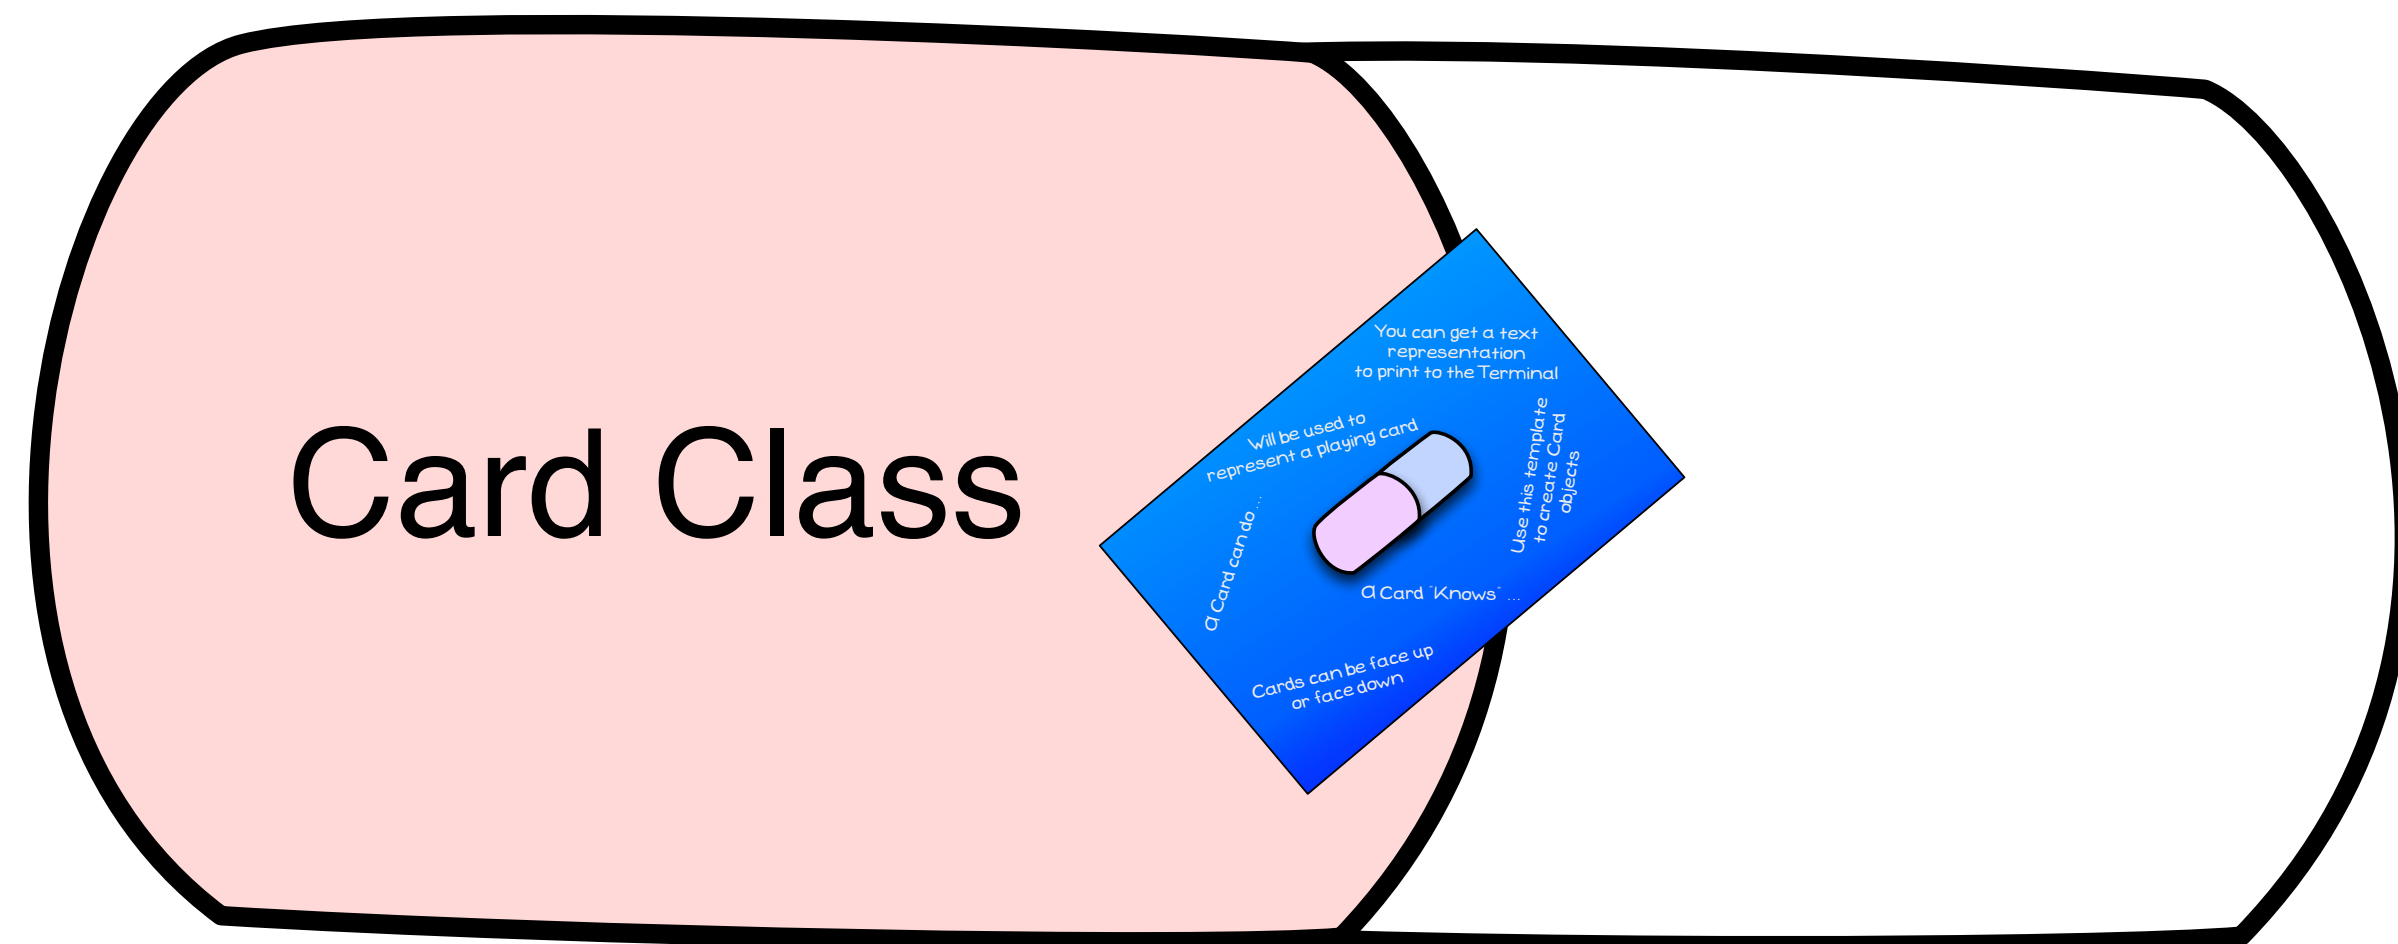 Card Class
You can get a text
representation
to print to the Terminal
Will be used to
represent a playing card
Use this template
to create Card
objects
a Card can do ...
a Card "Knows" ...
Cards can be face up
or face down